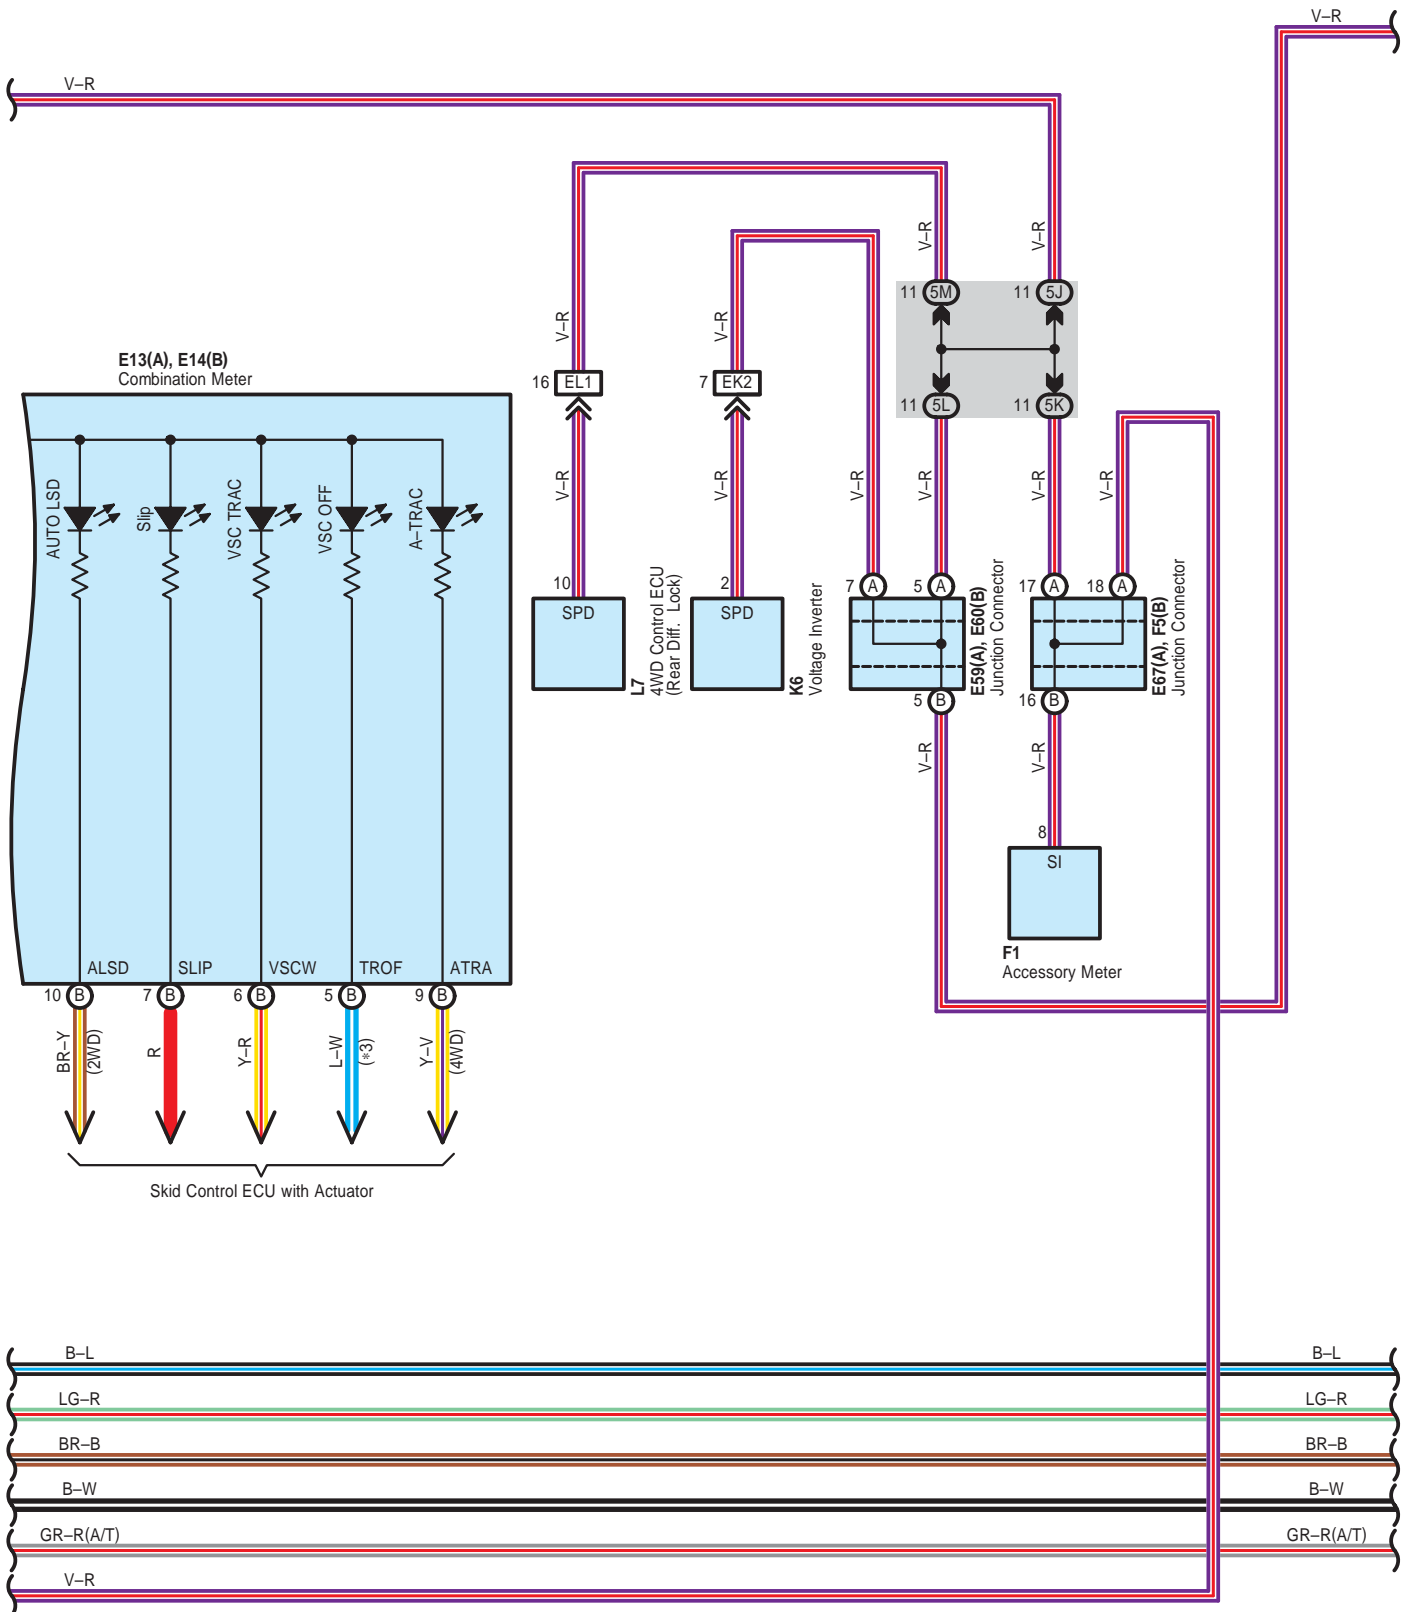 V–R
V–R
V–R
V–R
11 5M
11 5J
V–R
V–R
E13(A), E14(B)
Combination Meter
16 EL1
7 EK2
11 5L
11 5K
V–R
V–R
V–R
V–R
V–R
AUTO LSD
Slip
VSC TRAC
VSC OFF
A–TRAC
10
SPD
L7
4WD Control ECU
(Rear Diff. Lock)
2
SPD
K6
Voltage Inverter
7 A
5 A
E59(A), E60(B)
Junction Connector
5 B
17 A
18 A
E67(A), F5(B)
Junction Connector
16 B
V–R
V–R
8
SI
F1
Accessory Meter
ALSD
SLIP
VSCW
TROF
ATRA
10 B
7 B
6 B
5 B
9 B
BR–Y
(2WD)
R
Y–R
L–W
(*3)
Y–V
(4WD)
Skid Control ECU with Actuator
B–L
B–L
LG–R
LG–R
BR–B
BR–B
B–W
B–W
GR–R(A/T)
GR–R(A/T)
V–R